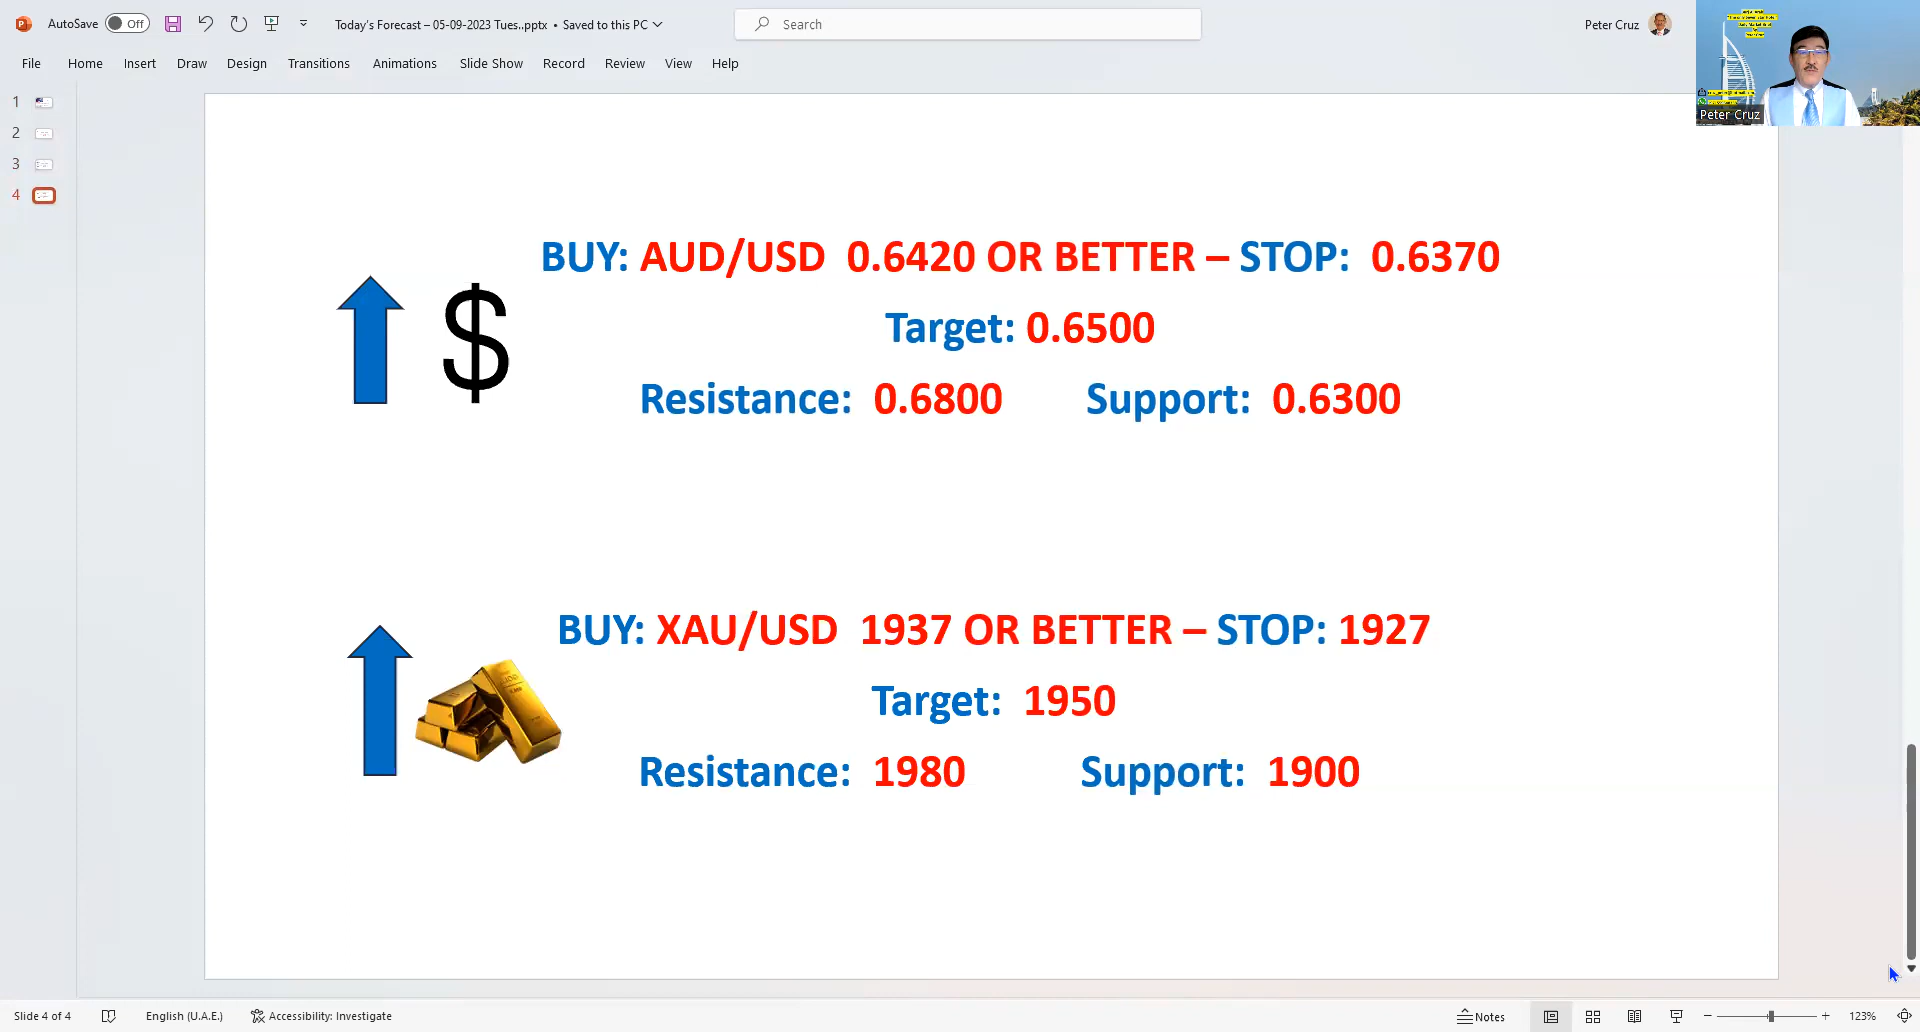 AutoSave Off
Today's Forecast – 05-09-2023 Tues..pptx • Saved to this PC
Search
Peter Cruz
File Home Insert Draw Design Transitions Animations Slide Show Record Review View Help
Peter Cruz
1
2
3
4
BUY: AUD/USD 0.6420 OR BETTER – STOP: 0.6370
Target: 0.6500
$
Resistance: 0.6800 Support: 0.6300
BUY: XAU/USD 1937 OR BETTER – STOP: 1927
Target: 1950
Resistance: 1980 Support: 1900
Slide 4 of 4 English (U.A.E.) Accessibility: Investigate Notes 123%